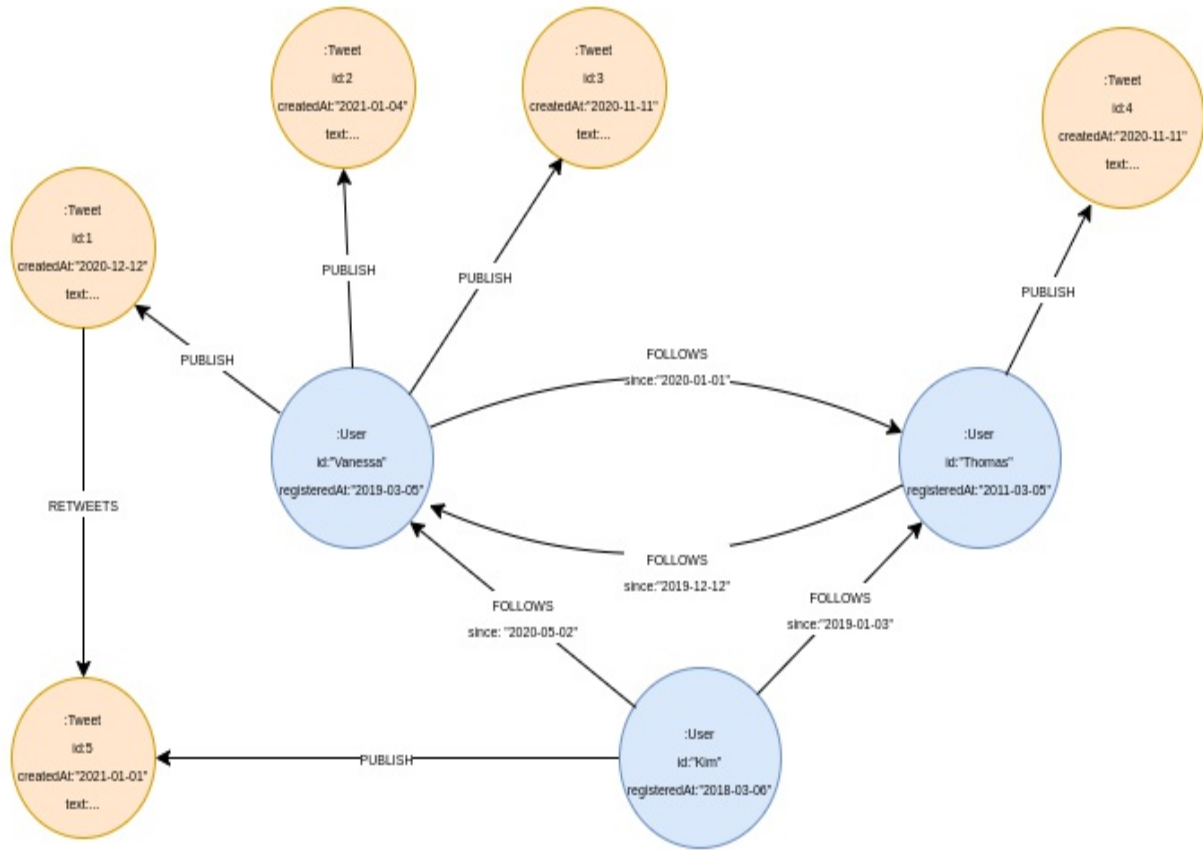 :Tweet
id:2
createdAt:"2021-01-04"
text:...
:Tweet
id:3
createdAt:"2020-11-11"
text:...
:Tweet
id:4
createdAt:"2020-11-11"
text:...
:Tweet
id:1
createdAt:"2020-12-12"
text:...
PUBLISH
PUBLISH
PUBLISH
PUBLISH
FOLLOWS
since:"2020-01-01"
:User
id:"Vanessa"
registeredAt:"2019-03-05"
:User
id:"Thomas"
registeredAt:"2011-03-05"
RETWEETS
FOLLOWS
since:"2019-12-12"
FOLLOWS
since: "2020-05-02"
FOLLOWS
since:"2019-01-03"
:Tweet
id:5
createdAt:"2021-01-01"
text:...
PUBLISH
:User
id:"Kim"
registeredAt:"2018-03-06"